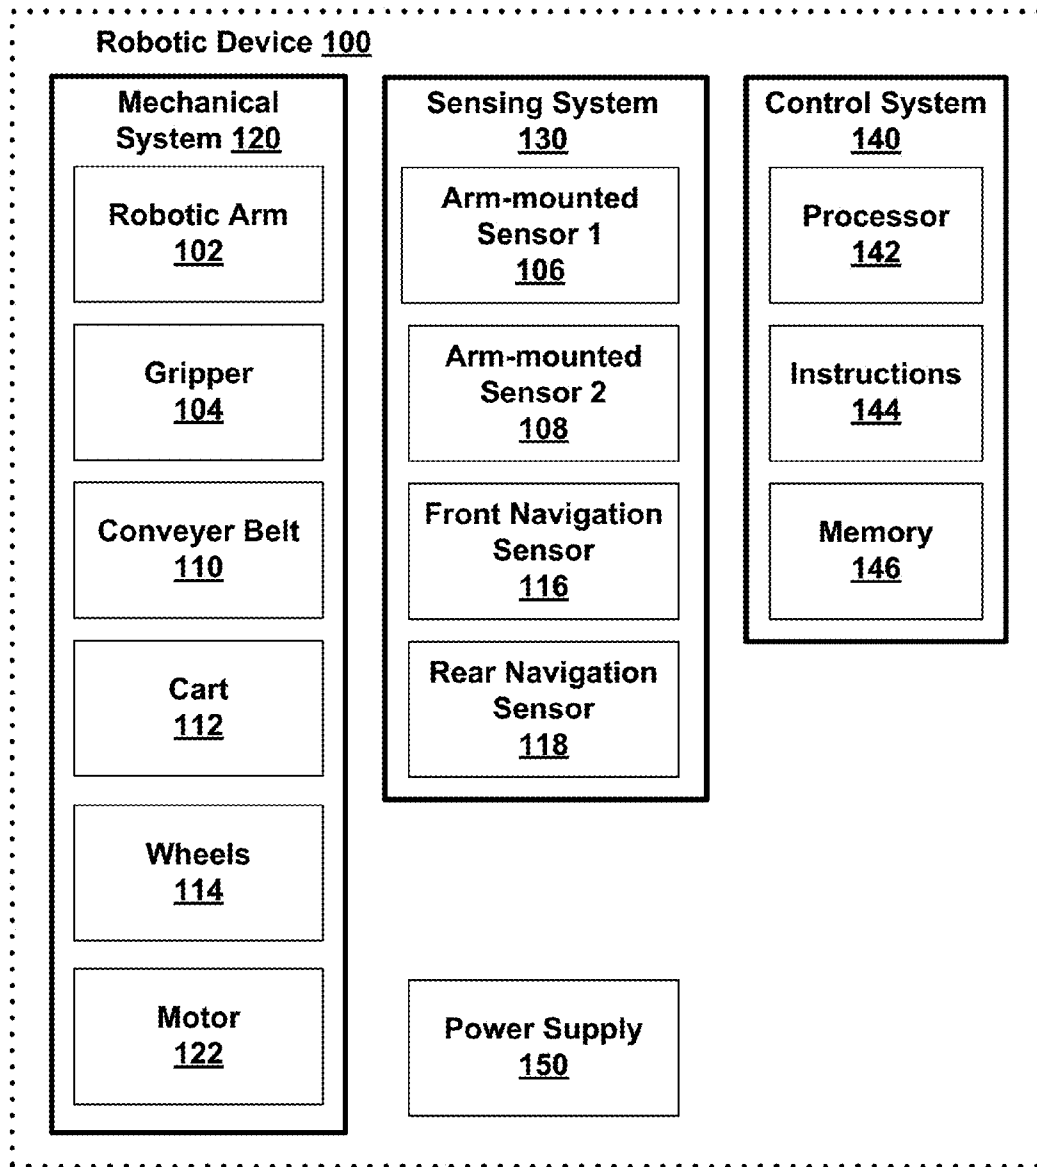 Robotic Device 100
Mechanical
System 120
Robotic Arm
102
Gripper
104
Conveyer Belt
110
Cart
112
Wheels
114
Motor
122
Sensing System
130
Arm-mounted
Sensor 1
106
Arm-mounted
Sensor 2
108
Front Navigation
Sensor
116
Rear Navigation
Sensor
118
Power Supply
150
Control System
140
Processor
142
Instructions
144
Memory
146